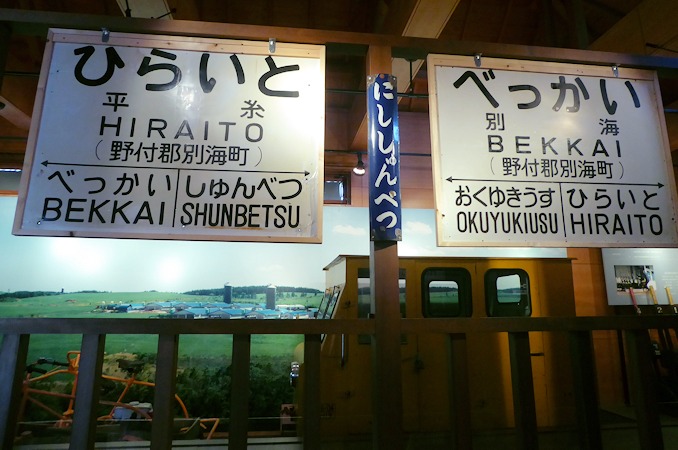 ひらいと
平糸
HIRAITO
(野付郡別海町)
べっかい しゅんべつ
BEKKAI SHUNBETSU
にししゅんべつ
べっかい
別海
BEKKAI
(野付郡別海町)
おくゆきうす ひらいと
OKUYUKIUSU HIRAITO